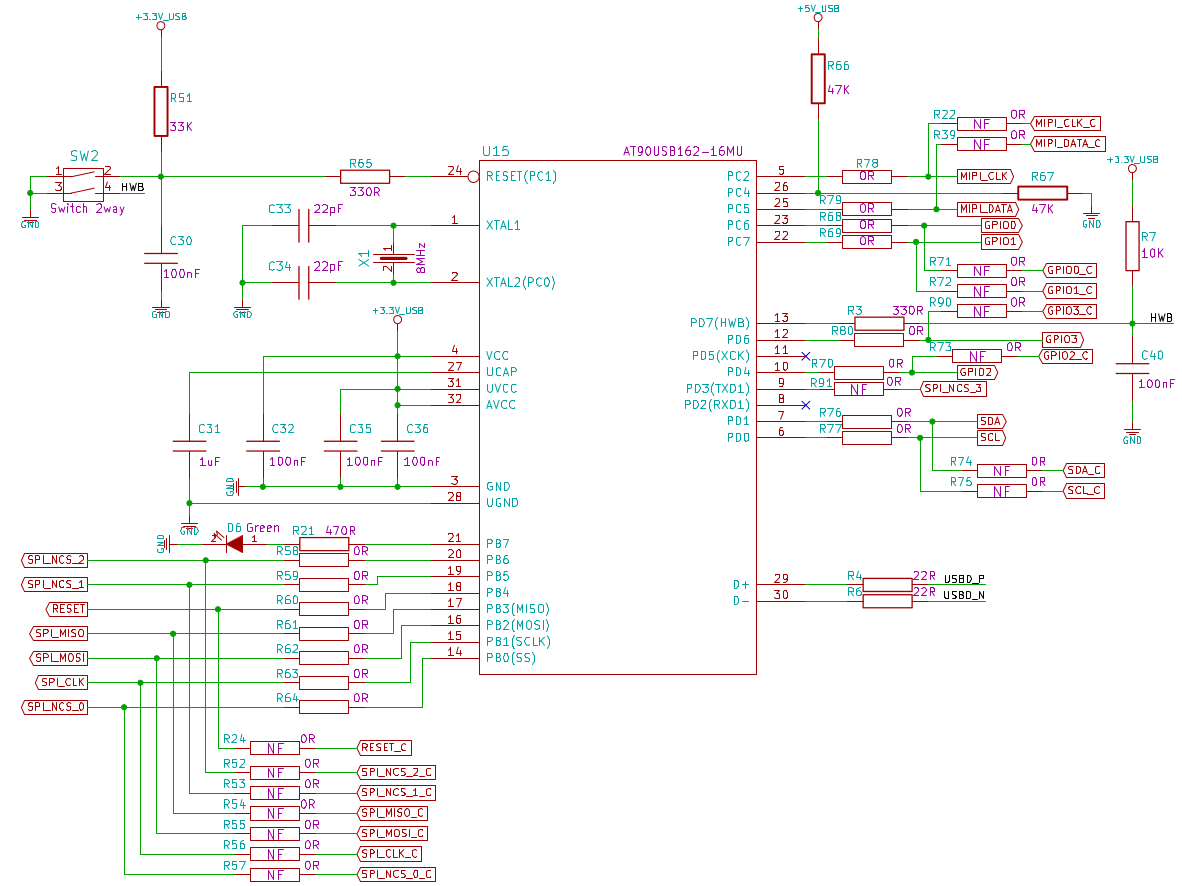 +3.3V_USB
+5V_USB
R51
33K
R66
47K
SW2
1
2
3
4
HWB
Switch 2way
GND
R65
330R
C30
100nF
GND
C33
22pF
C34
22pF
GND
X1
1
2
8MHz
U15
AT90USB162-16MU
24
RESET(PC1)
1
XTAL1
2
XTAL2(PC0)
+3.3V_USB
4
VCC
27
UCAP
31
UVCC
32
AVCC
C31
1uF
C32
100nF
C35
100nF
C36
100nF
GND
3
GND
28
UGND
GND
GND
D6
Green
2
1
R21
470R
21
PB7
SPI_NCS_2
R58
0R
20
PB6
SPI_NCS_1
R59
0R
19
PB5
RESET
R60
0R
18
PB4
SPI_MISO
R61
0R
17
PB3(MISO)
SPI_MOSI
R62
0R
16
PB2(MOSI)
SPI_CLK
R63
0R
15
PB1(SCLK)
SPI_NCS_0
R64
0R
14
PB0(SS)
R24
NF
0R
RESET_C
R52
NF
0R
SPI_NCS_2_C
R53
NF
0R
SPI_NCS_1_C
R54
NF
0R
SPI_MISO_C
R55
NF
0R
SPI_MOSI_C
R56
NF
0R
SPI_CLK_C
R57
NF
0R
SPI_NCS_0_C
R22
NF
0R
MIPI_CLK_C
R39
NF
0R
MIPI_DATA_C
PC2
5
R78
0R
MIPI_CLK
PC4
26
R67
47K
GND
PC5
25
R79
0R
MIPI_DATA
PC6
23
R68
0R
GPIO0
PC7
22
R69
0R
GPIO1
R71
NF
0R
GPIO0_C
R72
NF
0R
GPIO1_C
R90
NF
0R
GPIO3_C
+3.3V_USB
R7
10K
HWB
C40
100nF
GND
PD7(HWB)
13
R3
330R
PD6
12
R80
0R
GPIO3
PD5(XCK)
11
R73
NF
0R
GPIO2_C
PD4
10
R70
0R
GPIO2
PD3(TXD1)
9
R91
NF
0R
SPI_NCS_3
PD2(RXD1)
8
PD1
7
R76
0R
SDA
PD0
6
R77
0R
SCL
R74
NF
0R
SDA_C
R75
NF
0R
SCL_C
D+
29
R4
22R
USBD_P
D-
30
R6
22R
USBD_N